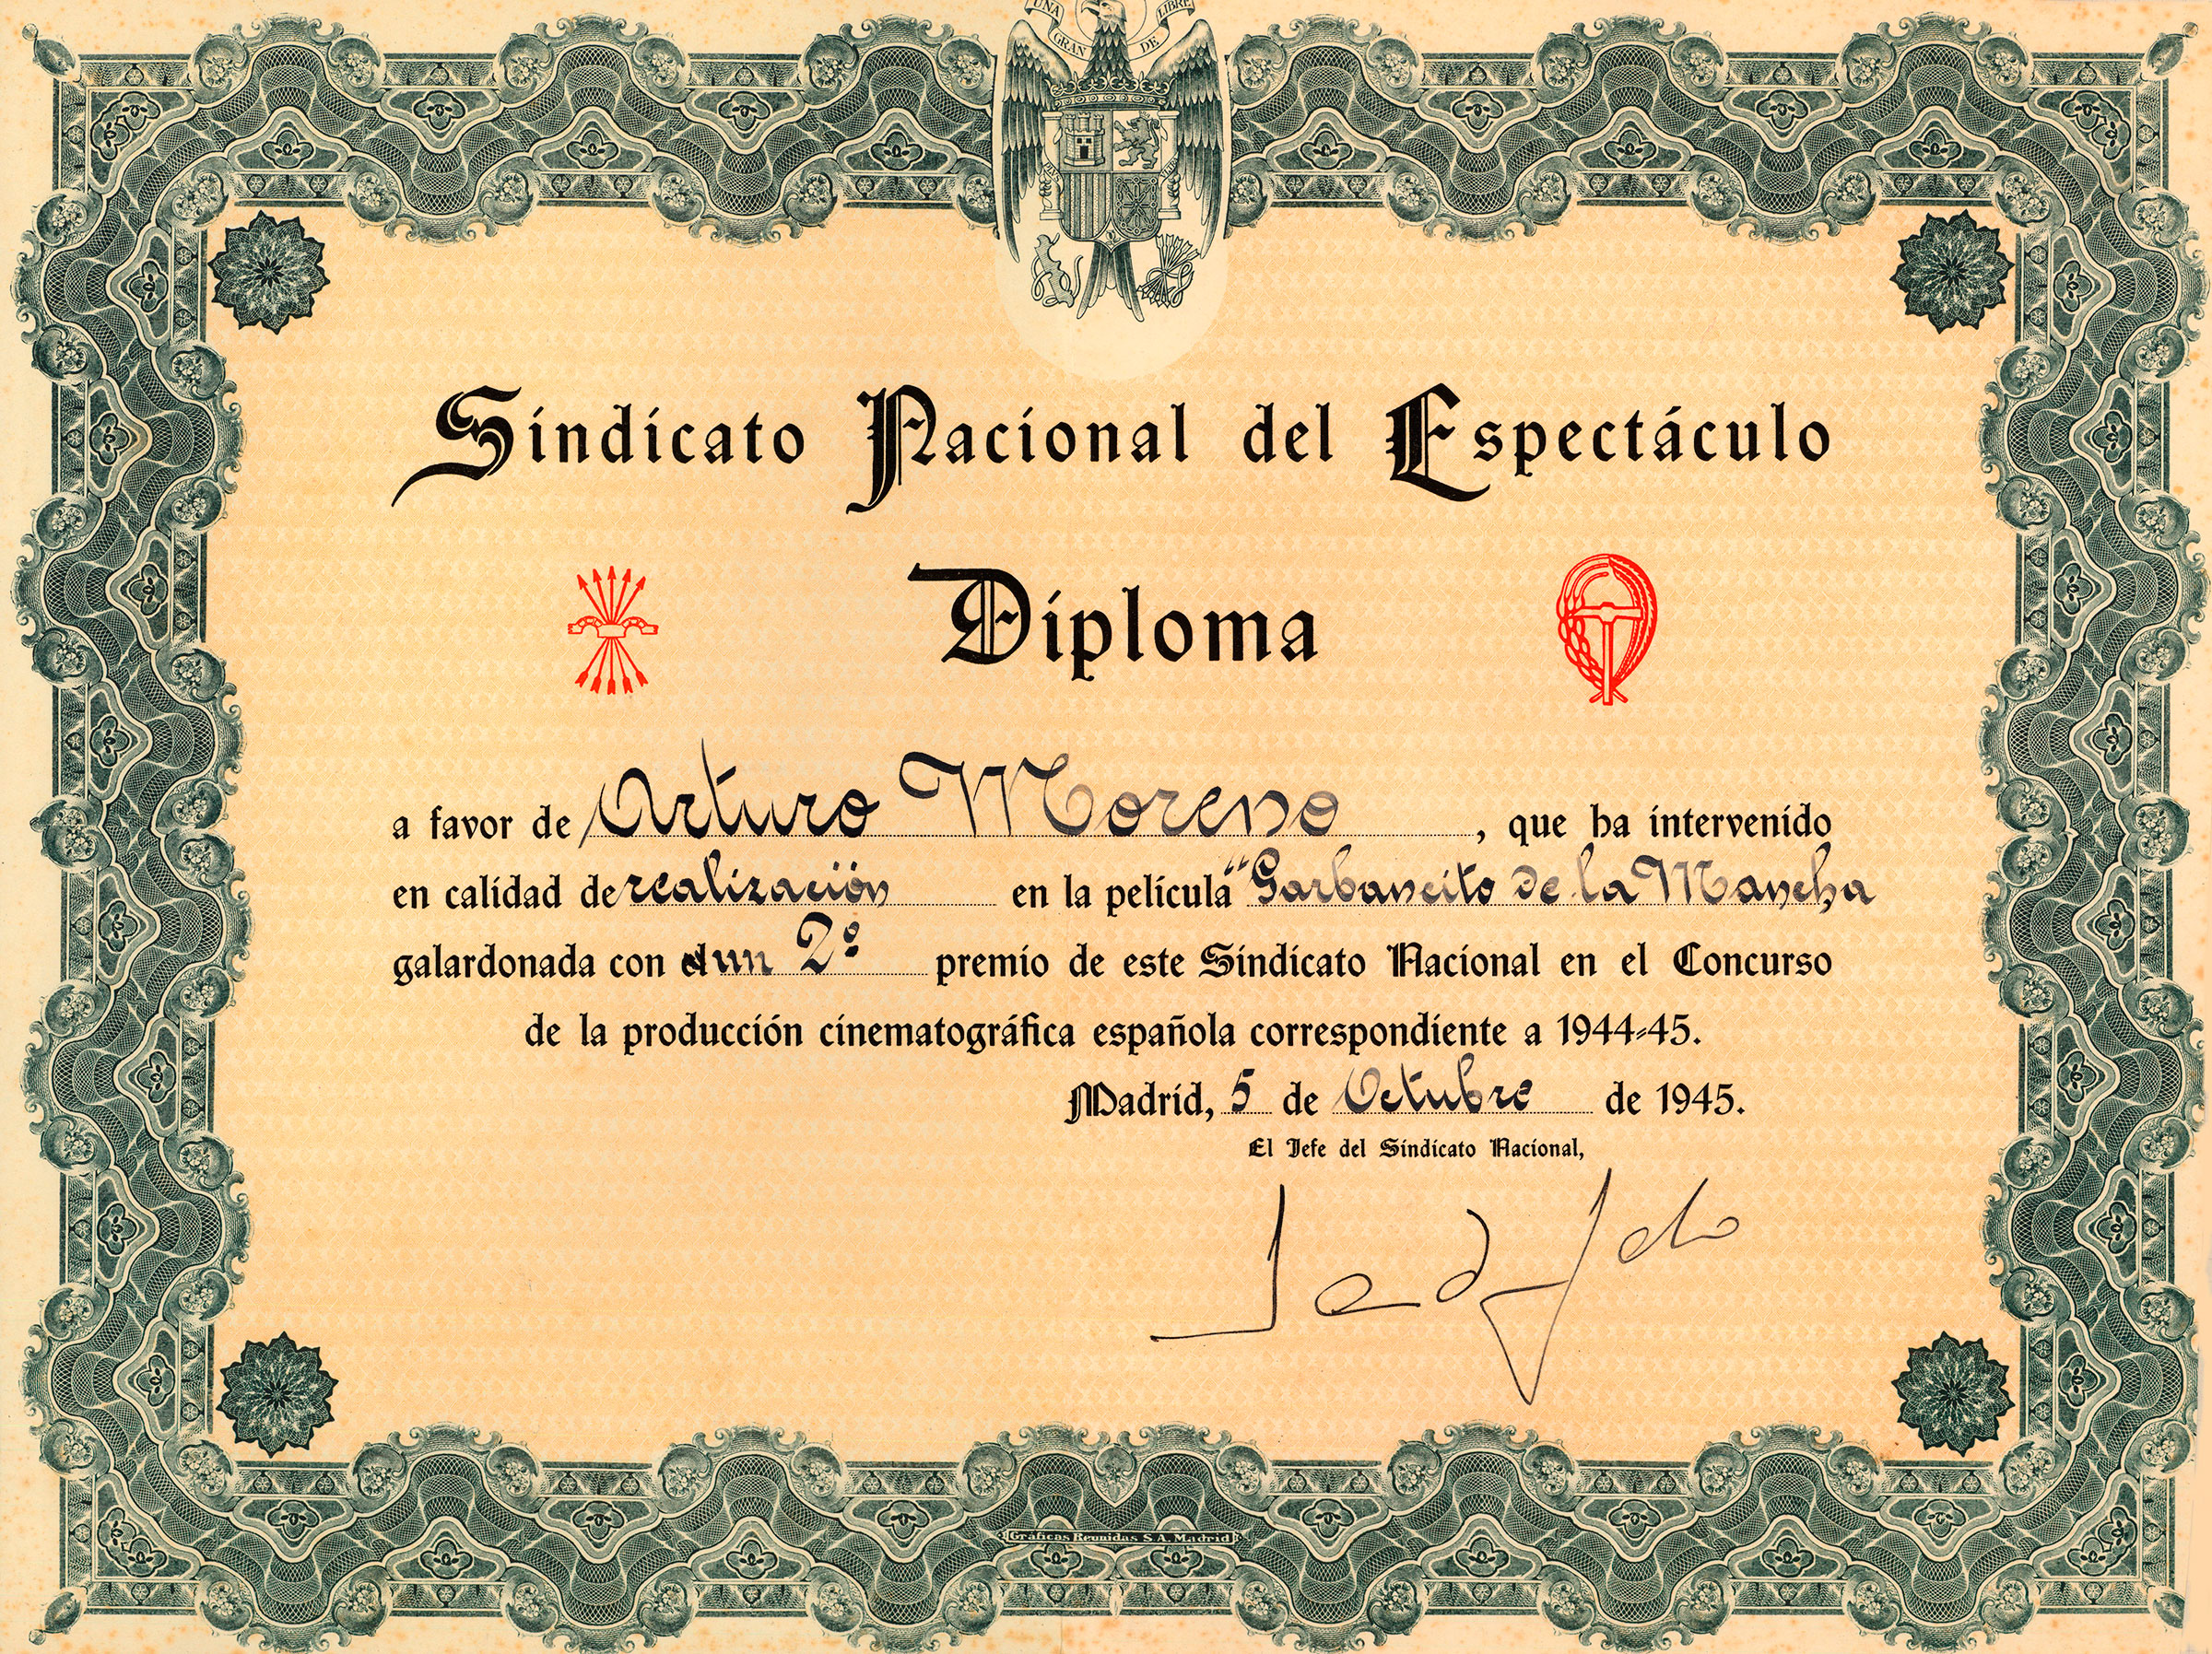 UNA GRANDE LIBRE
Sindicato Nacional del Espectáculo
Diploma
a favor de Arturo Moreno, que ha intervenido
en calidad de realización en la película "Garbancito de la Mancha
galardonada con un 2º premio de este Sindicato Nacional en el Concurso
de la producción cinematográfica española correspondiente a 1944-45.
Madrid, 5 de Octubre de 1945.
El Jefe del Sindicato Nacional,
Gráficas Reunidas S. A. Madrid